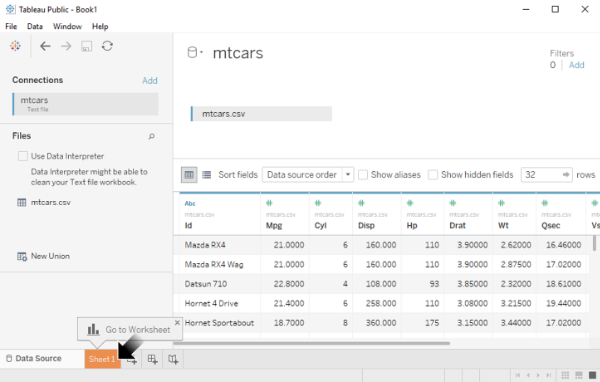 Tableau Public - Book1
File Data Window Help
Connections Add
mtcars
Text file
Files
Use Data Interpreter
Data Interpreter might be able to
clean your Text file workbook.
mtcars.csv
New Union
mtcars
Filters
0 Add
mtcars.csv
Sort fields Data source order Show aliases Show hidden fields 32 rows
Abc
mtcars.csv mtcars.csv mtcars.csv mtcars.csv mtcars.csv mtcars.csv mtcars.csv mtcars.csv
Id Mpg Cyl Disp Hp Drat Wt Qsec Vs
Mazda RX4 21.0000 6 160.000 110 3.90000 2.62000 16.46000
Mazda RX4 Wag 21.0000 6 160.000 110 3.90000 2.87500 17.02000
Datsun 710 22.8000 4 108.000 93 3.85000 2.32000 18.61000
Hornet 4 Drive 21.4000 6 258.000 110 3.08000 3.21500 19.44000
Hornet Sportabout 18.7000 8 360.000 175 3.15000 3.44000 17.02000
Go to Worksheet
Data Source Sheet 1